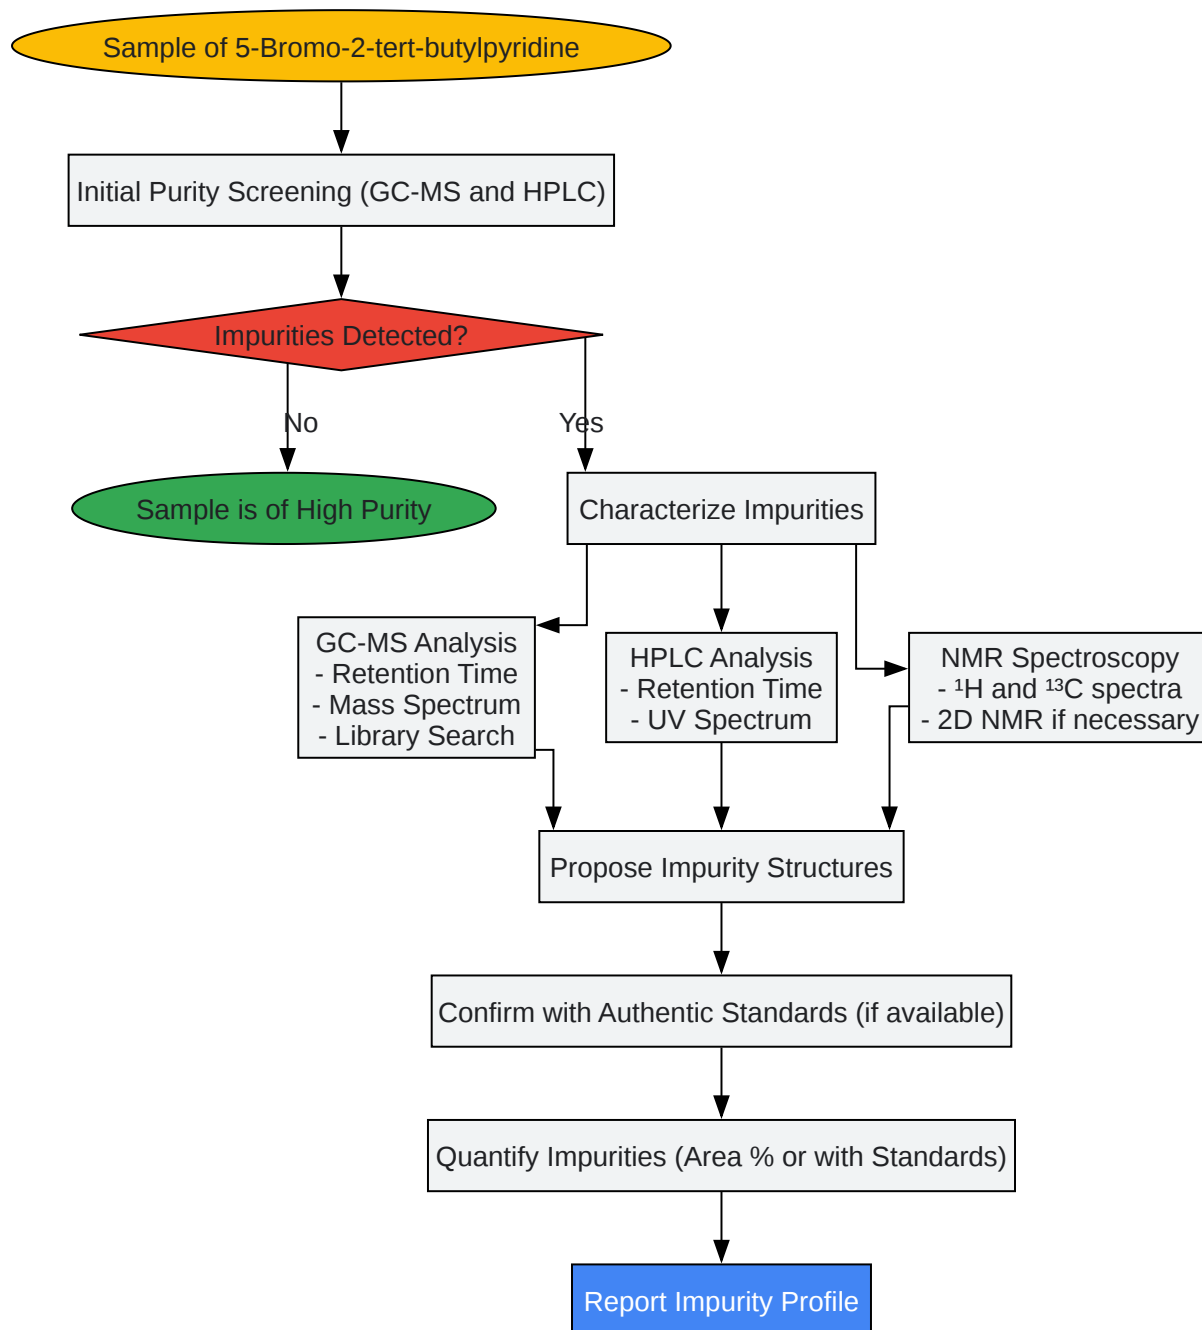 Sample of 5-Bromo-2-tert-butylpyridine
Initial Purity Screening (GC-MS and HPLC)
Impurities Detected?
No
Yes
Sample is of High Purity
Characterize Impurities
GC-MS Analysis
- Retention Time
- Mass Spectrum
- Library Search
HPLC Analysis
- Retention Time
- UV Spectrum
NMR Spectroscopy
- ¹H and ¹³C spectra
- 2D NMR if necessary
Propose Impurity Structures
Confirm with Authentic Standards (if available)
Quantify Impurities (Area % or with Standards)
Report Impurity Profile